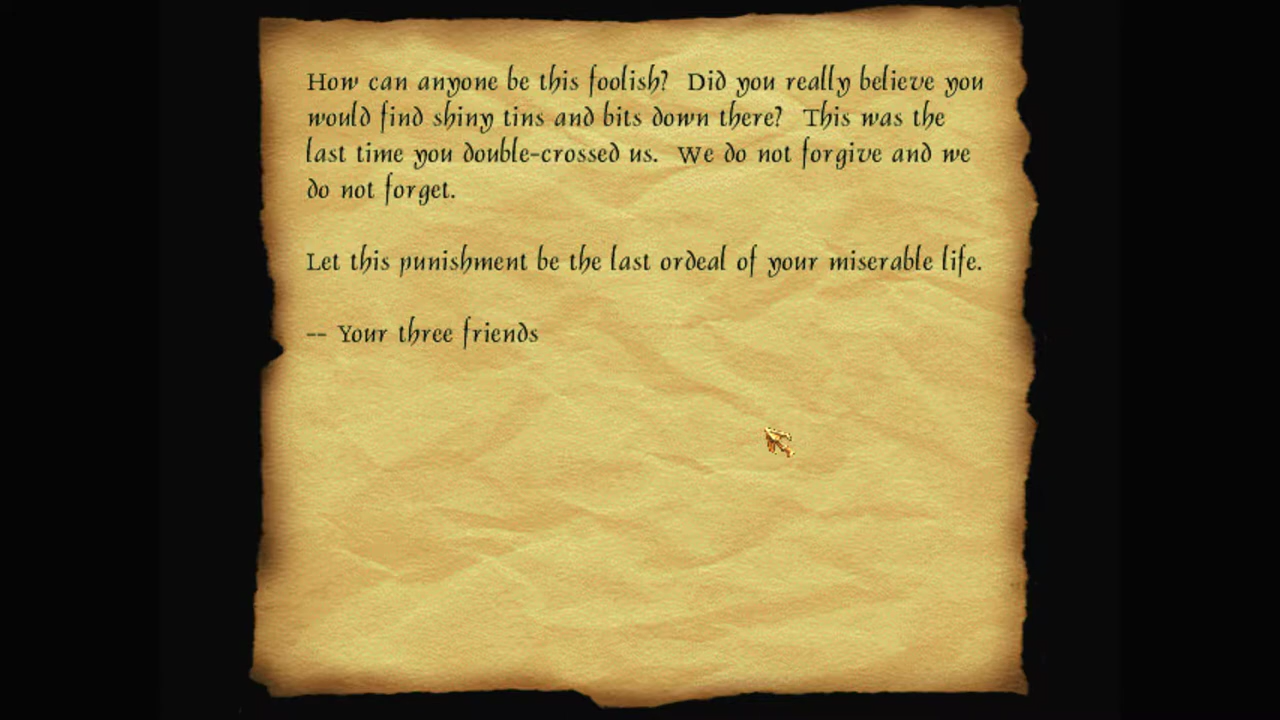 How can anyone be this foolish?  Did you really believe you
would find shiny tins and bits down there?  This was the
last time you double-crossed us.  We do not forgive and we
do not forget.
Let this punishment be the last ordeal of your miserable life.
-- Your three friends